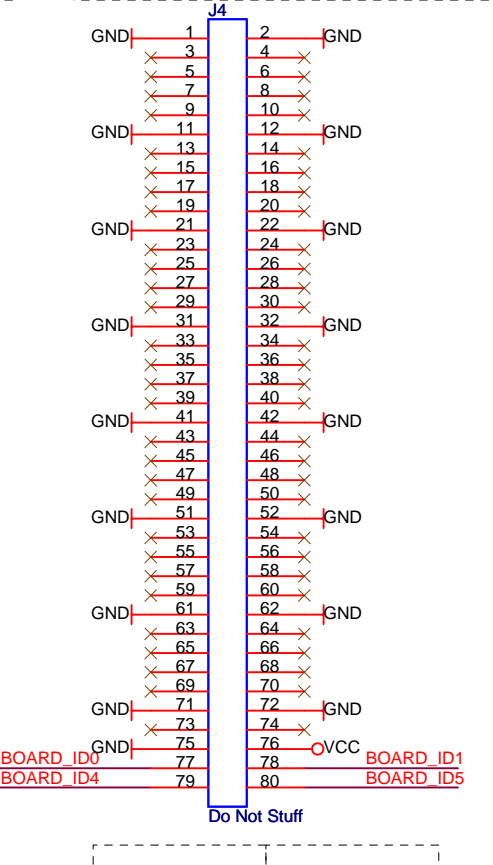 J4
GND 1 2 GND
3 4
5 6
7 8
9 10
GND 11 12 GND
13 14
15 16
17 18
19 20
GND 21 22 GND
23 24
25 26
27 28
29 30
GND 31 32 GND
33 34
35 36
37 38
39 40
GND 41 42 GND
43 44
45 46
47 48
49 50
GND 51 52 GND
53 54
55 56
57 58
59 60
GND 61 62 GND
63 64
65 66
67 68
69 70
GND 71 72 GND
73 74
GND 75 76 VCC
BOARD_ID0 77 78 BOARD_ID1
BOARD_ID4 79 80 BOARD_ID5
Do Not Stuff